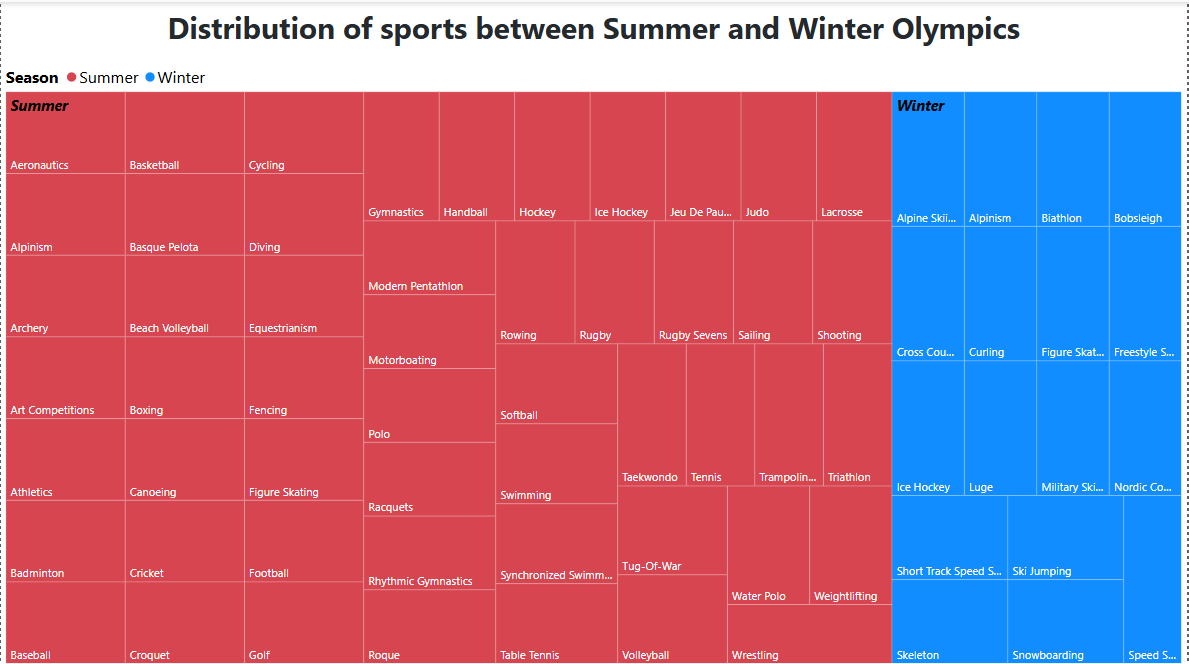 Distribution of sports between Summer and Winter Olympics
Season Summer Winter
Summer
Aeronautics
Alpinism
Archery
Art Competitions
Athletics
Badminton
Baseball
Basketball
Basque Pelota
Beach Volleyball
Boxing
Canoeing
Cricket
Croquet
Cycling
Diving
Equestrianism
Fencing
Figure Skating
Football
Golf
Gymnastics
Handball
Hockey
Ice Hockey
Jeu De Pau...
Judo
Lacrosse
Modern Pentathlon
Motorboating
Polo
Racquets
Rhythmic Gymnastics
Roque
Rowing
Rugby
Rugby Sevens
Sailing
Shooting
Softball
Swimming
Synchronized Swimm...
Table Tennis
Taekwondo
Tennis
Trampolin...
Triathlon
Tug-Of-War
Volleyball
Water Polo
Weightlifting
Wrestling
Winter
Alpine Skii...
Alpinism
Biathlon
Bobsleigh
Cross Cou...
Curling
Figure Skat...
Freestyle S...
Ice Hockey
Luge
Military Ski...
Nordic Co...
Short Track Speed S...
Skeleton
Ski Jumping
Snowboarding
Speed S...